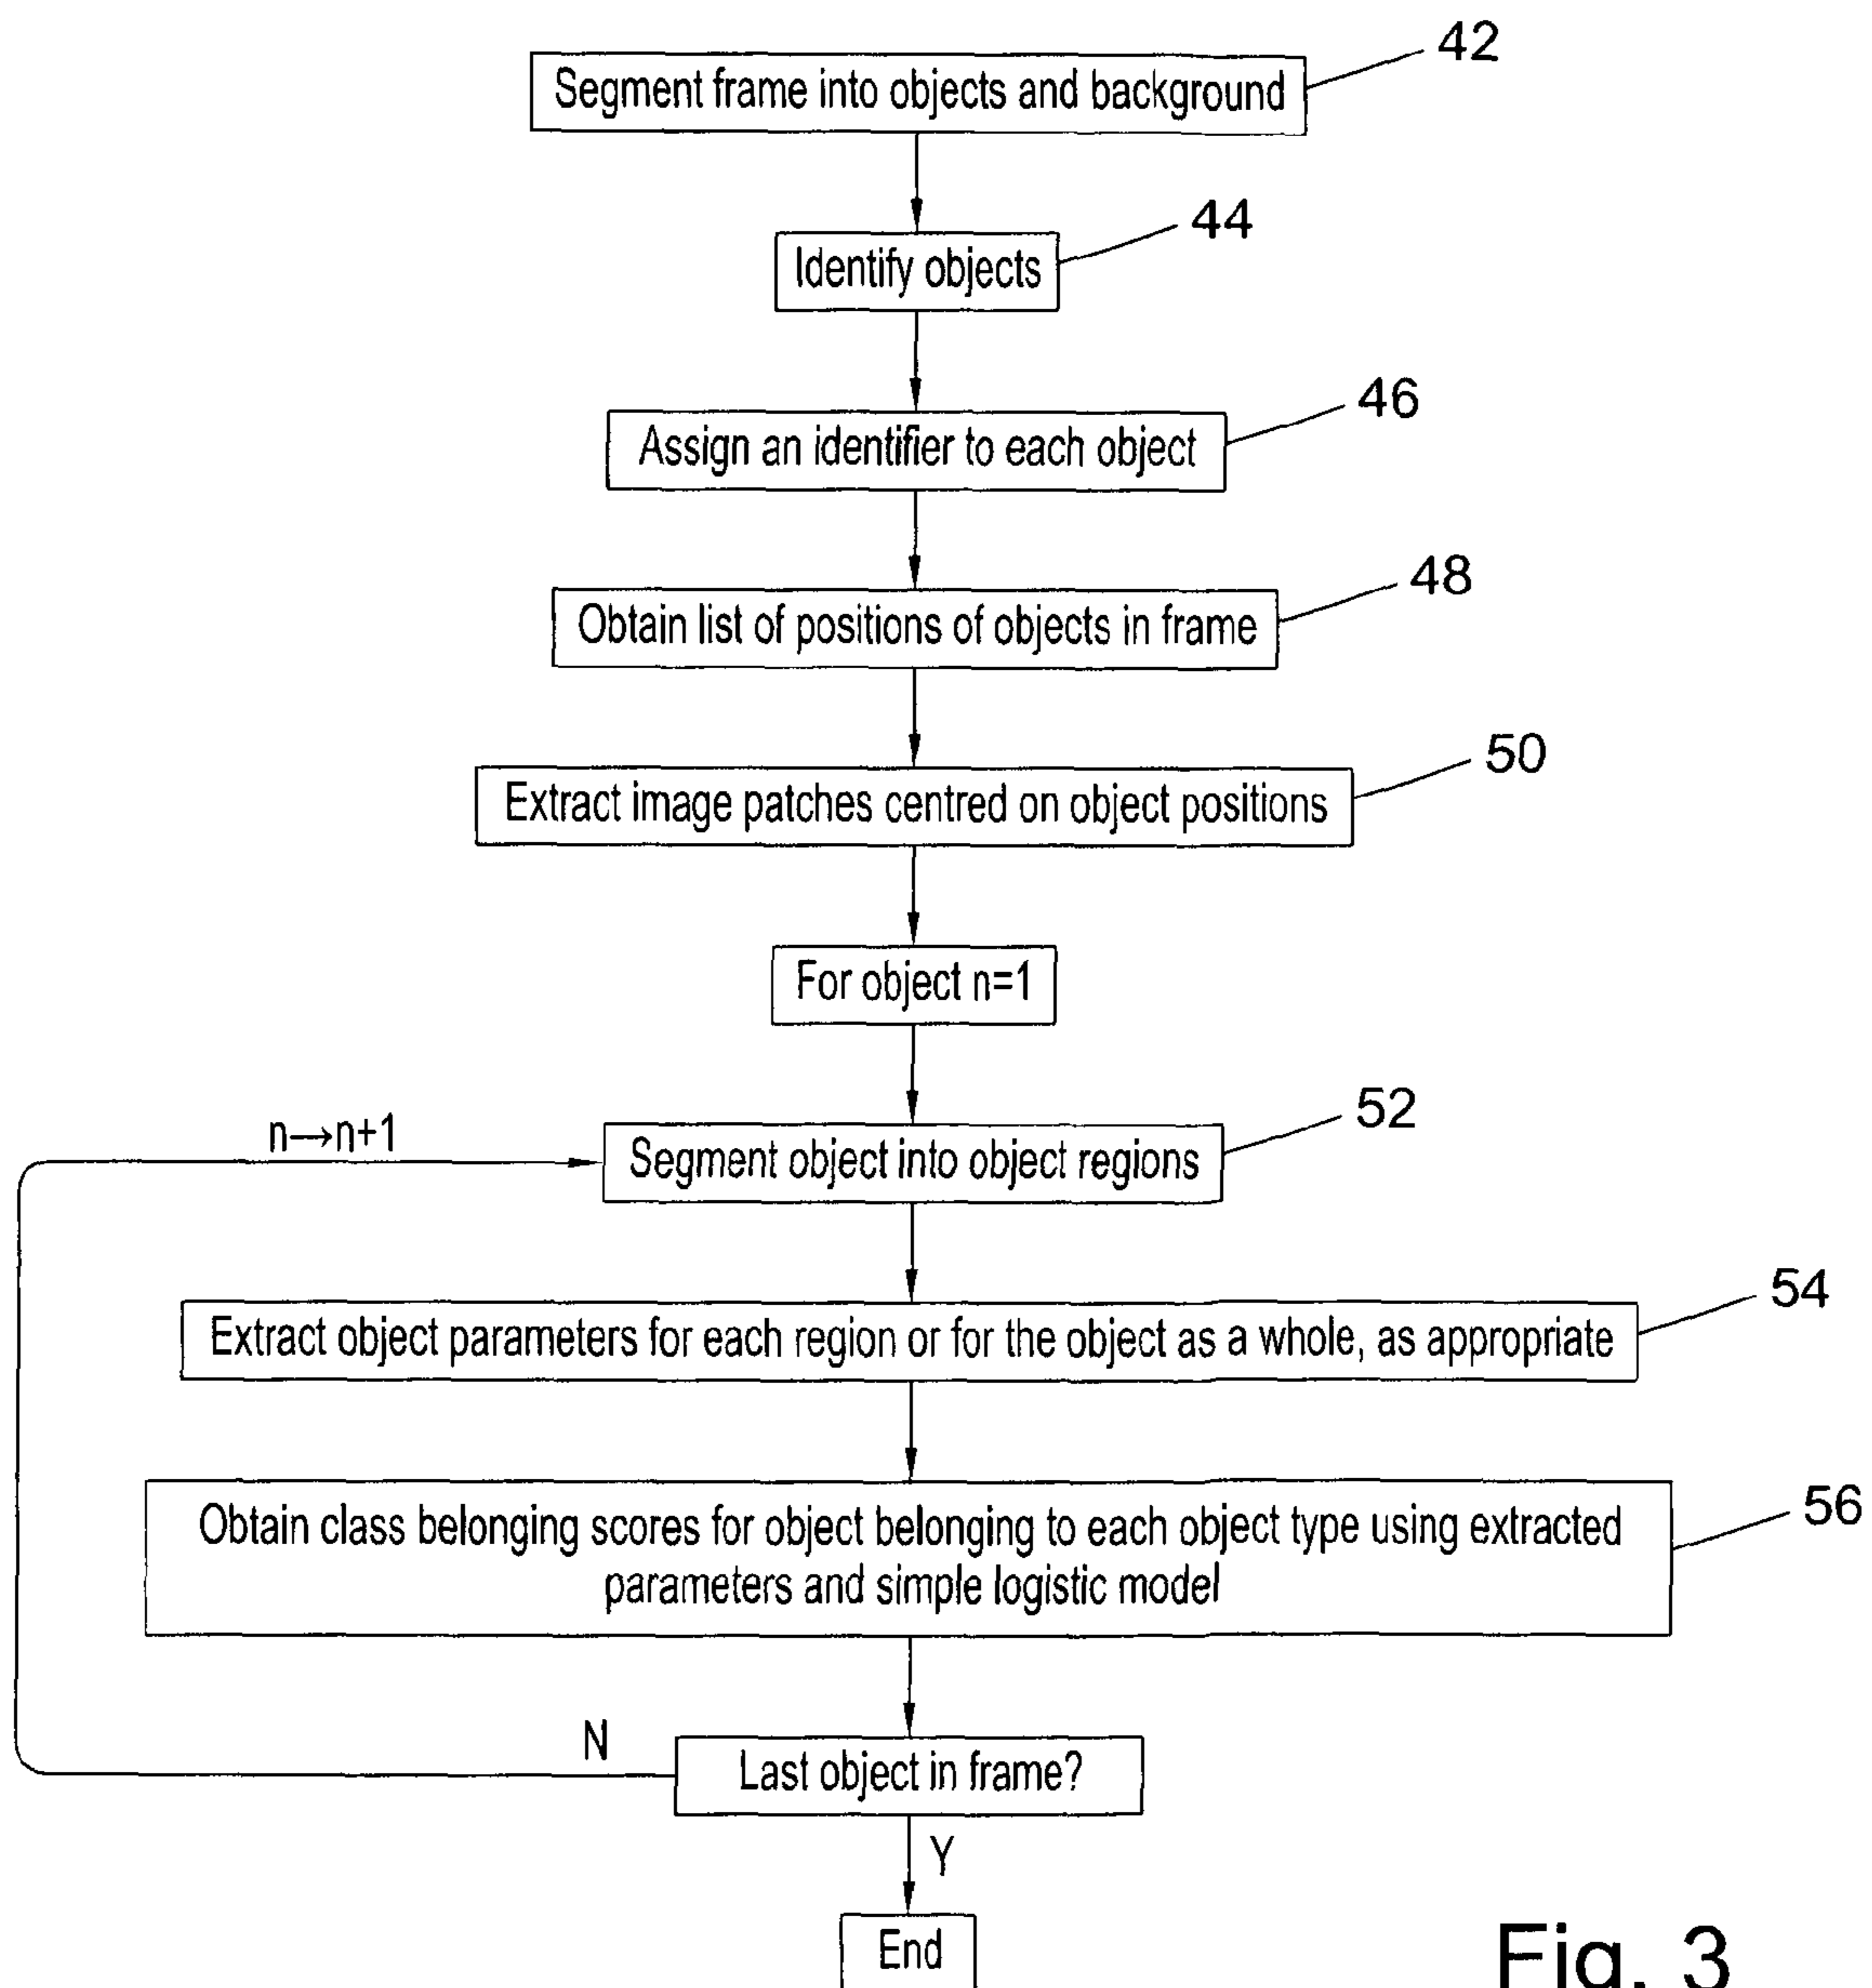 Segment frame into objects and background
42
Identify objects
44
Assign an identifier to each object
46
Obtain list of positions of objects in frame
48
Extract image patches centred on object positions
50
For object n=1
n→n+1
Segment object into object regions
52
Extract object parameters for each region or for the object as a whole, as appropriate
54
Obtain class belonging scores for object belonging to each object type using extracted
parameters and simple logistic model
56
N
Last object in frame?
Y
End
Fig. 3